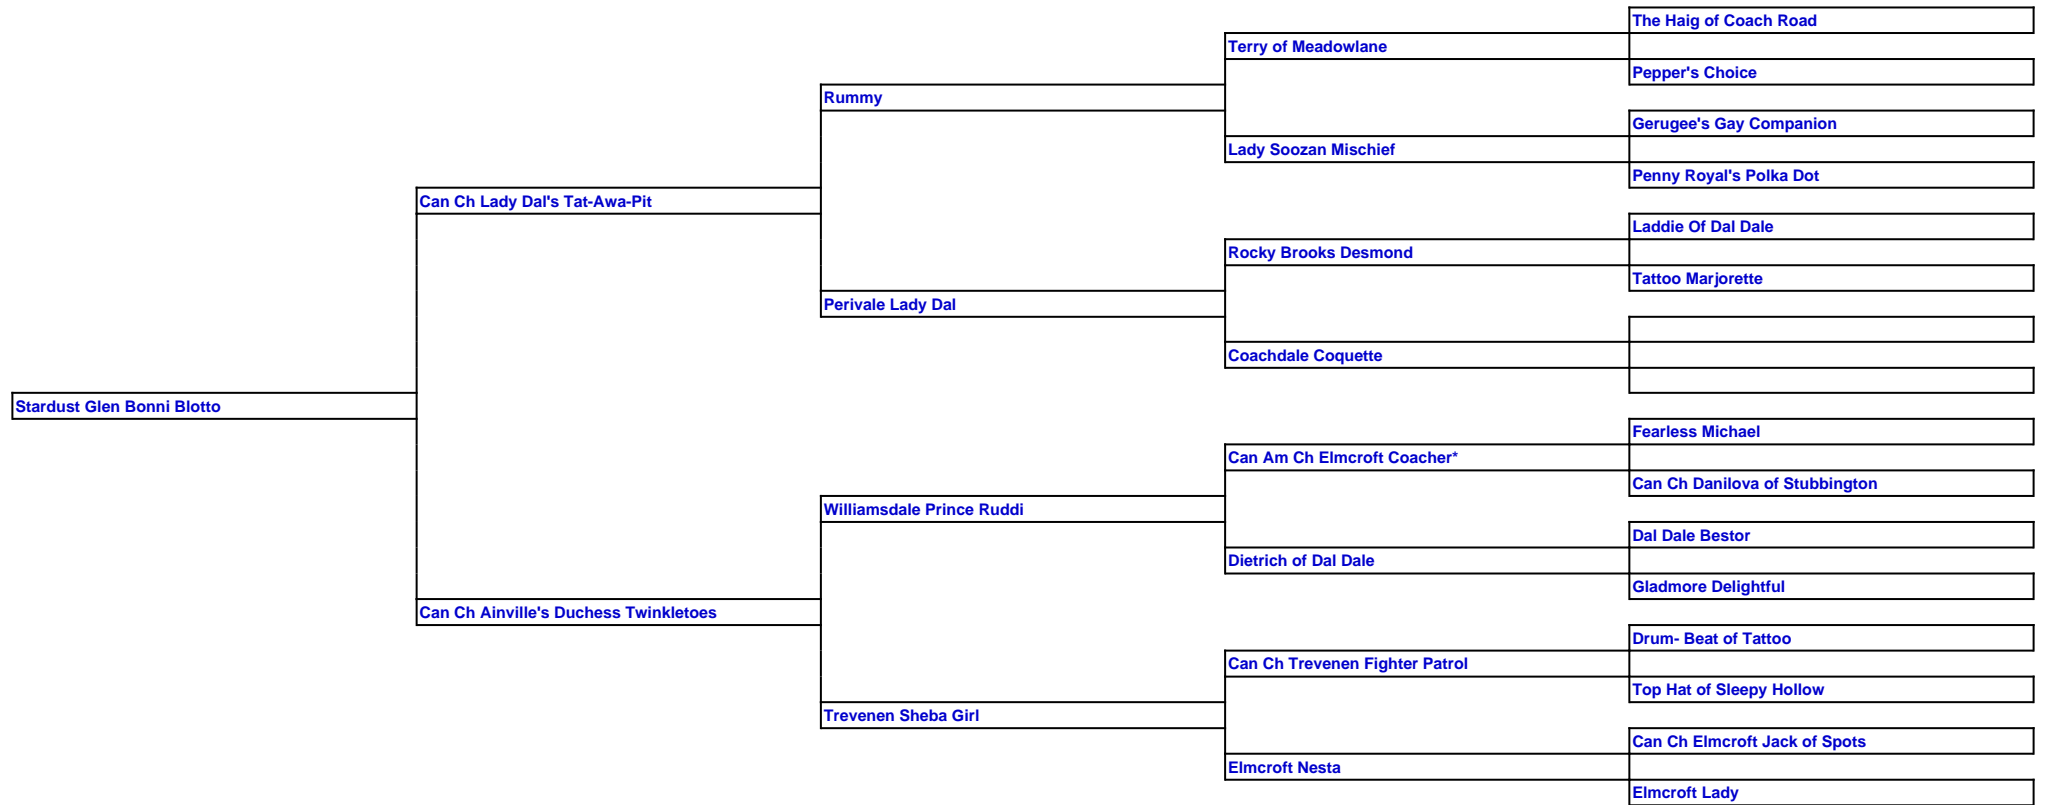 The Haig of Coach Road
Terry of Meadowlane
Pepper's Choice
Rummy
Gerugee's Gay Companion
Lady Soozan Mischief
Penny Royal's Polka Dot
Can Ch Lady Dal's Tat-Awa-Pit
Laddie Of Dal Dale
Rocky Brooks Desmond
Tattoo Marjorette
Perivale Lady Dal
Coachdale Coquette
Stardust Glen Bonni Blotto
Fearless Michael
Can Am Ch Elmcroft Coacher*
Can Ch Danilova of Stubbington
Williamsdale Prince Ruddi
Dal Dale Bestor
Dietrich of Dal Dale
Gladmore Delightful
Can Ch Ainville's Duchess Twinkletoes
Drum- Beat of Tattoo
Can Ch Trevenen Fighter Patrol
Top Hat of Sleepy Hollow
Trevenen Sheba Girl
Can Ch Elmcroft Jack of Spots
Elmcroft Nesta
Elmcroft Lady